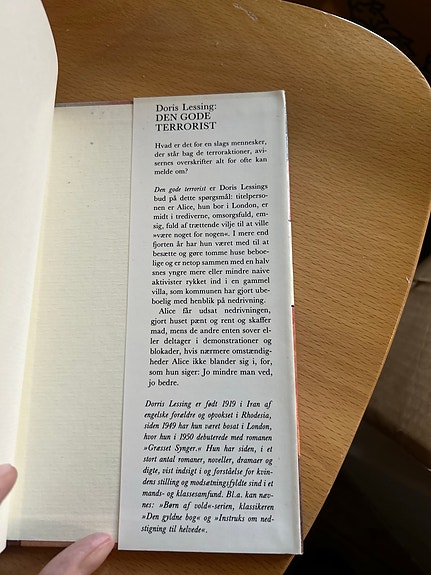 Doris Lessing:
DEN GODE
TERRORIST
Hvad er det for en slags mennesker,
der står bag de terroraktioner, avi-
sernes overskrifter alt for ofte kan
melde om?
Den gode terrorist er Doris Lessings
bud på dette spørgsmål: titelperso-
nen er Alice, hun bor i London, er
midt i trediverne, omsorgsfuld, em-
sig, fuld af trættende vilje til at ville
»være noget for nogen«. I mere end
fjorten år har hun været med til at
besætte og gøre tomme huse beboe-
lige og er netop sammen med en halv
snes yngre mere eller mindre naive
aktivister rykket ind i en gammel
villa, som kommunen har gjort ube-
boelig med henblik på nedrivning.
Alice får udsat nedrivningen,
gjort huset pænt og rent og skaffer
mad, mens de andre enten sover el-
ler deltager i demonstrationer og
blokader, hvis nærmere omstændig-
heder Alice ikke blander sig i, for,
som hun siger: Jo mindre man ved,
jo bedre.
Dorris Lessing er født 1919 i Iran af
engelske forældre og opvokset i Rhodesia,
siden 1949 har hun været bosat i London,
hvor hun i 1950 debuterede med romanen
»Græsset Synger.« Hun har siden, i et
stort antal romaner, noveller, dramaer og
digte, vist indsigt i og forståelse for kvin-
dens stilling og modsætningsfyldte sind i et
mands- og klassesamfund. Bl.a. kan næv-
nes: »Børn af vold«-serien, klassikeren
»Den gyldne bog« og »Instruks om ned-
stigning til helvede«.